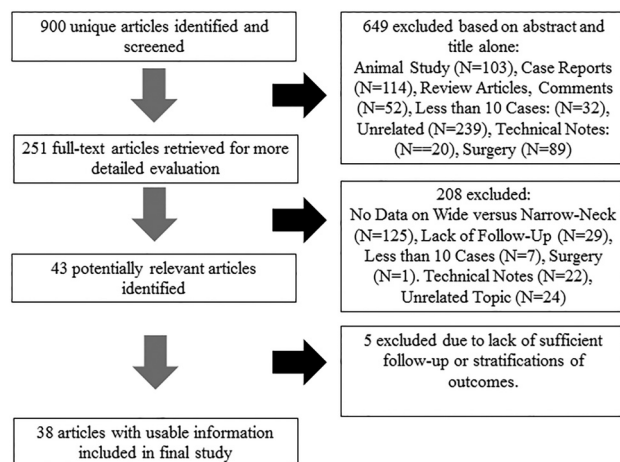 900 unique articles identified and
screened
649 excluded based on abstract and
title alone:
Animal Study (N=103), Case Reports
(N=114), Review Articles, Comments
(N=52), Less than 10 Cases: (N=32),
Unrelated (N=239), Technical Notes:
(N==20), Surgery (N=89)
251 full-text articles retrieved for more
detailed evaluation
208 excluded:
No Data on Wide versus Narrow-Neck
(N=125), Lack of Follow-Up (N=29),
Less than 10 Cases (N=7), Surgery
(N=1). Technical Notes (N=22),
Unrelated Topic (N=24)
43 potentially relevant articles
identified
5 excluded due to lack of sufficient
follow-up or stratifications of
outcomes.
38 articles with usable information
included in final study